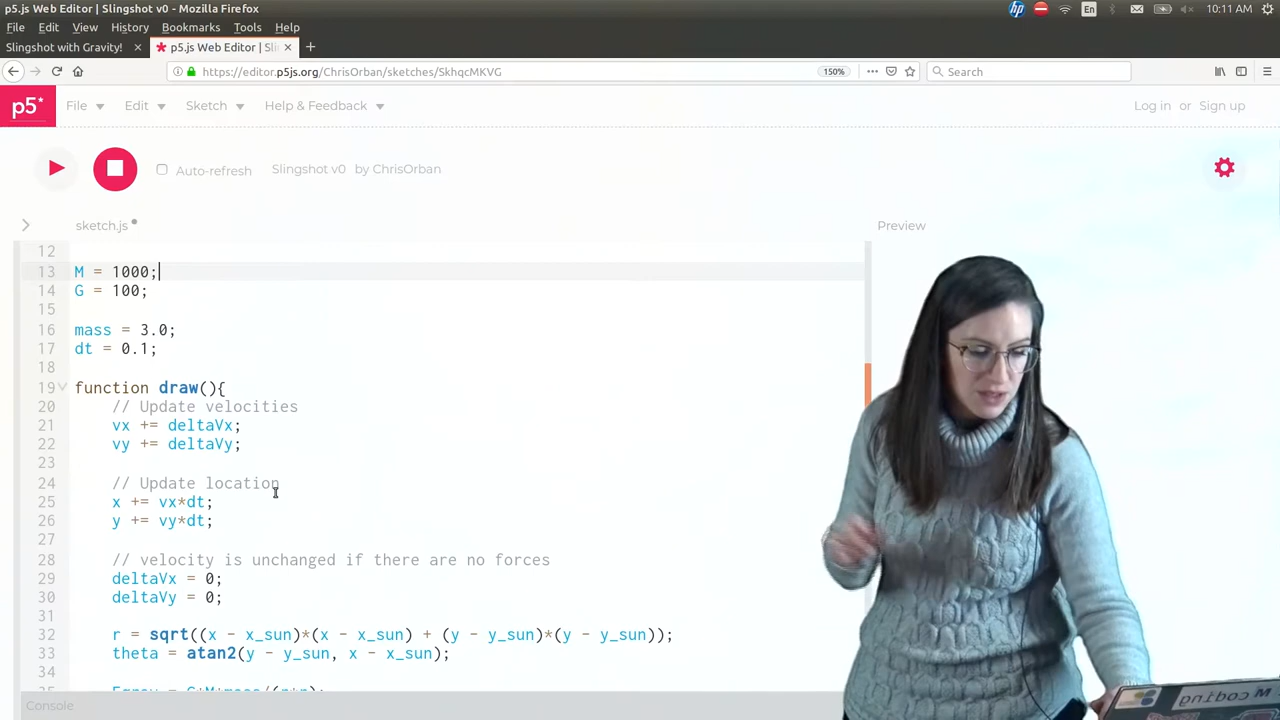 p5.js Web Editor | Slingshot v0 - Mozilla Firefox
En
10:11 AM
File Edit View History Bookmarks Tools Help
Slingshot with Gravity! × * p5.js Web Editor | Sli × +
https://editor.p5js.org/ChrisOrban/sketches/SkhqcMKVG 150% ••• Search
p5* File Edit Sketch Help & Feedback Log in or Sign up
Auto-refresh Slingshot v0 by ChrisOrban
sketch.js Preview
12
13 M = 1000;
14 G = 100;
15
16 mass = 3.0;
17 dt = 0.1;
18
19 function draw(){
20 // Update velocities
21 vx += deltaVx;
22 vy += deltaVy;
23
24 // Update location
25 x += vx*dt;
26 y += vy*dt;
27
28 // velocity is unchanged if there are no forces
29 deltaVx = 0;
30 deltaVy = 0;
31
32 r = sqrt((x - x_sun)*(x - x_sun) + (y - y_sun)*(y - y_sun));
33 theta = atan2(y - y_sun, x - x_sun);
34
Console